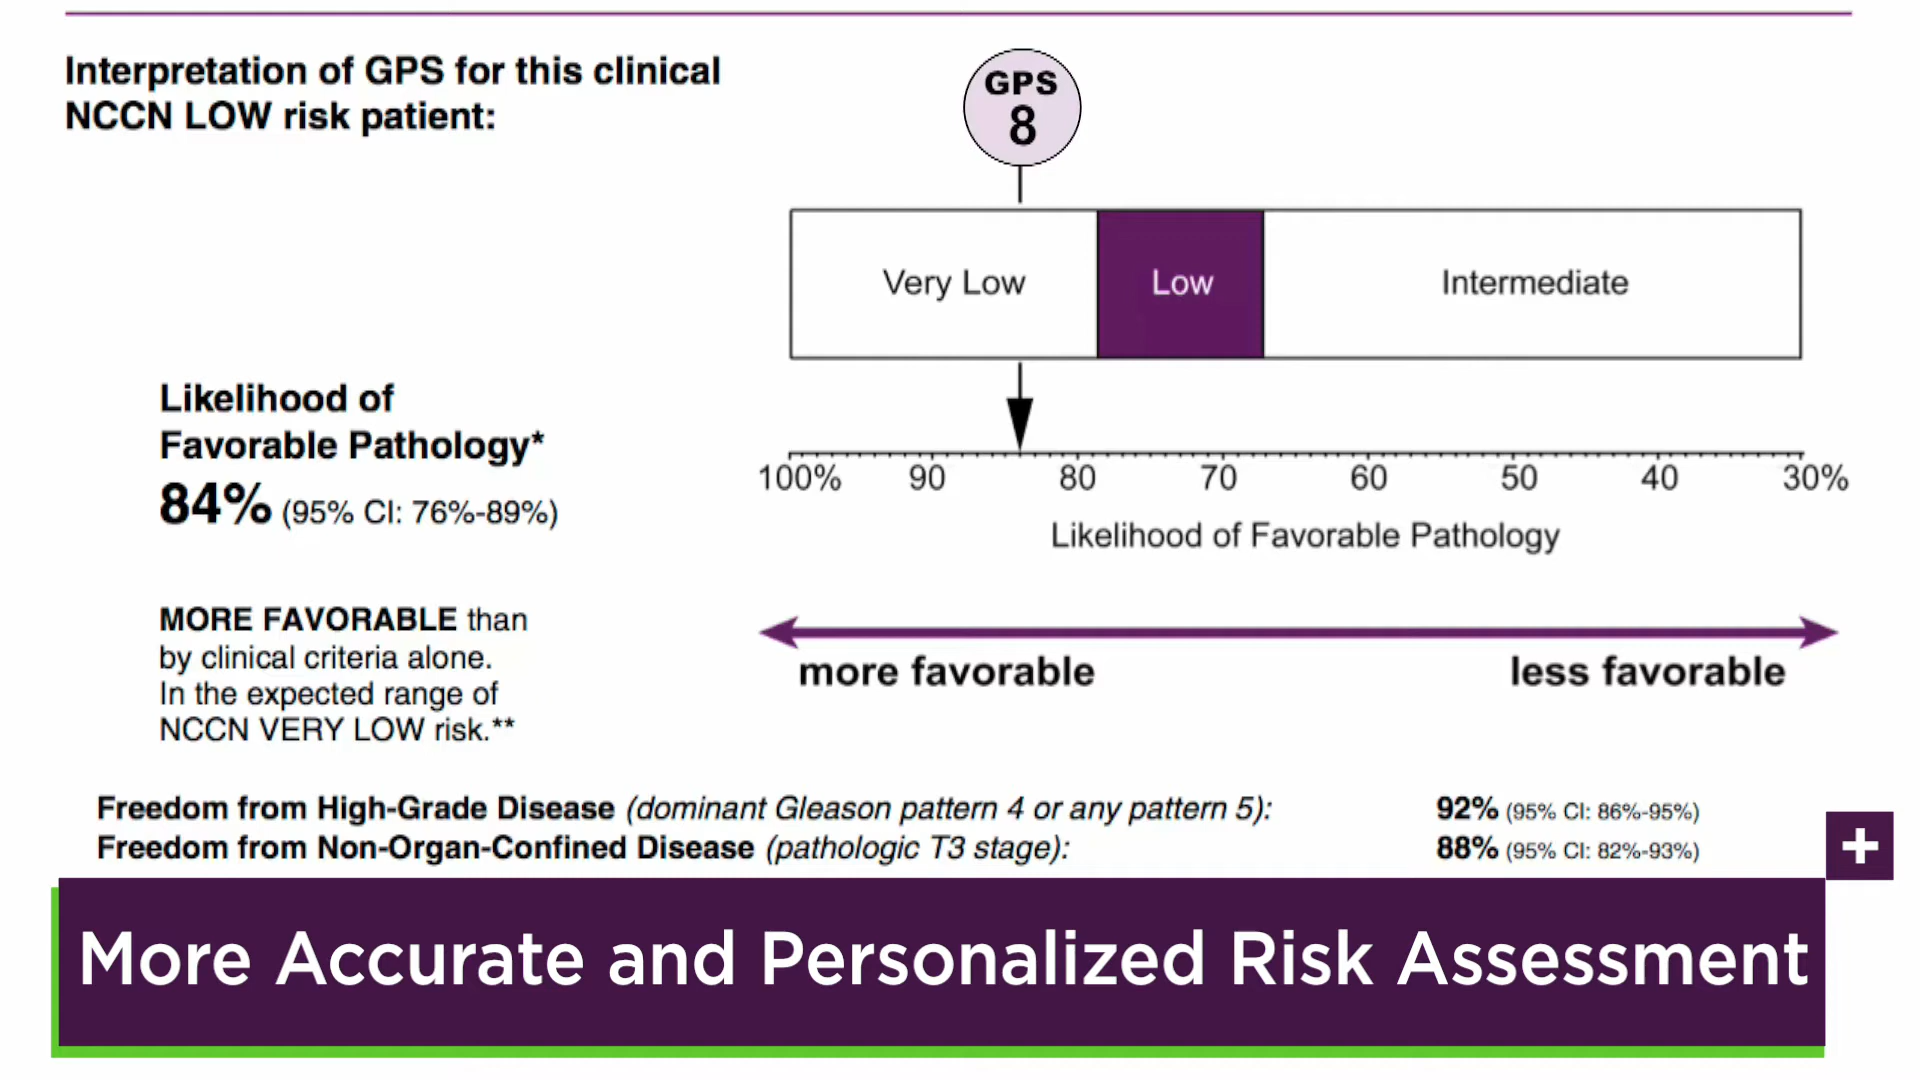 Interpretation of GPS for this clinical
NCCN LOW risk patient:
GPS
8
Very Low
Low
Intermediate
Likelihood of
Favorable Pathology*
84% (95% CI: 76%-89%)
100%
90
80
70
60
50
40
30%
Likelihood of Favorable Pathology
MORE FAVORABLE than
by clinical criteria alone.
In the expected range of
NCCN VERY LOW risk.**
more favorable
less favorable
Freedom from High-Grade Disease (dominant Gleason pattern 4 or any pattern 5): 92% (95% CI: 86%-95%)
Freedom from Non-Organ-Confined Disease (pathologic T3 stage): 88% (95% CI: 82%-93%)
+
More Accurate and Personalized Risk Assessment